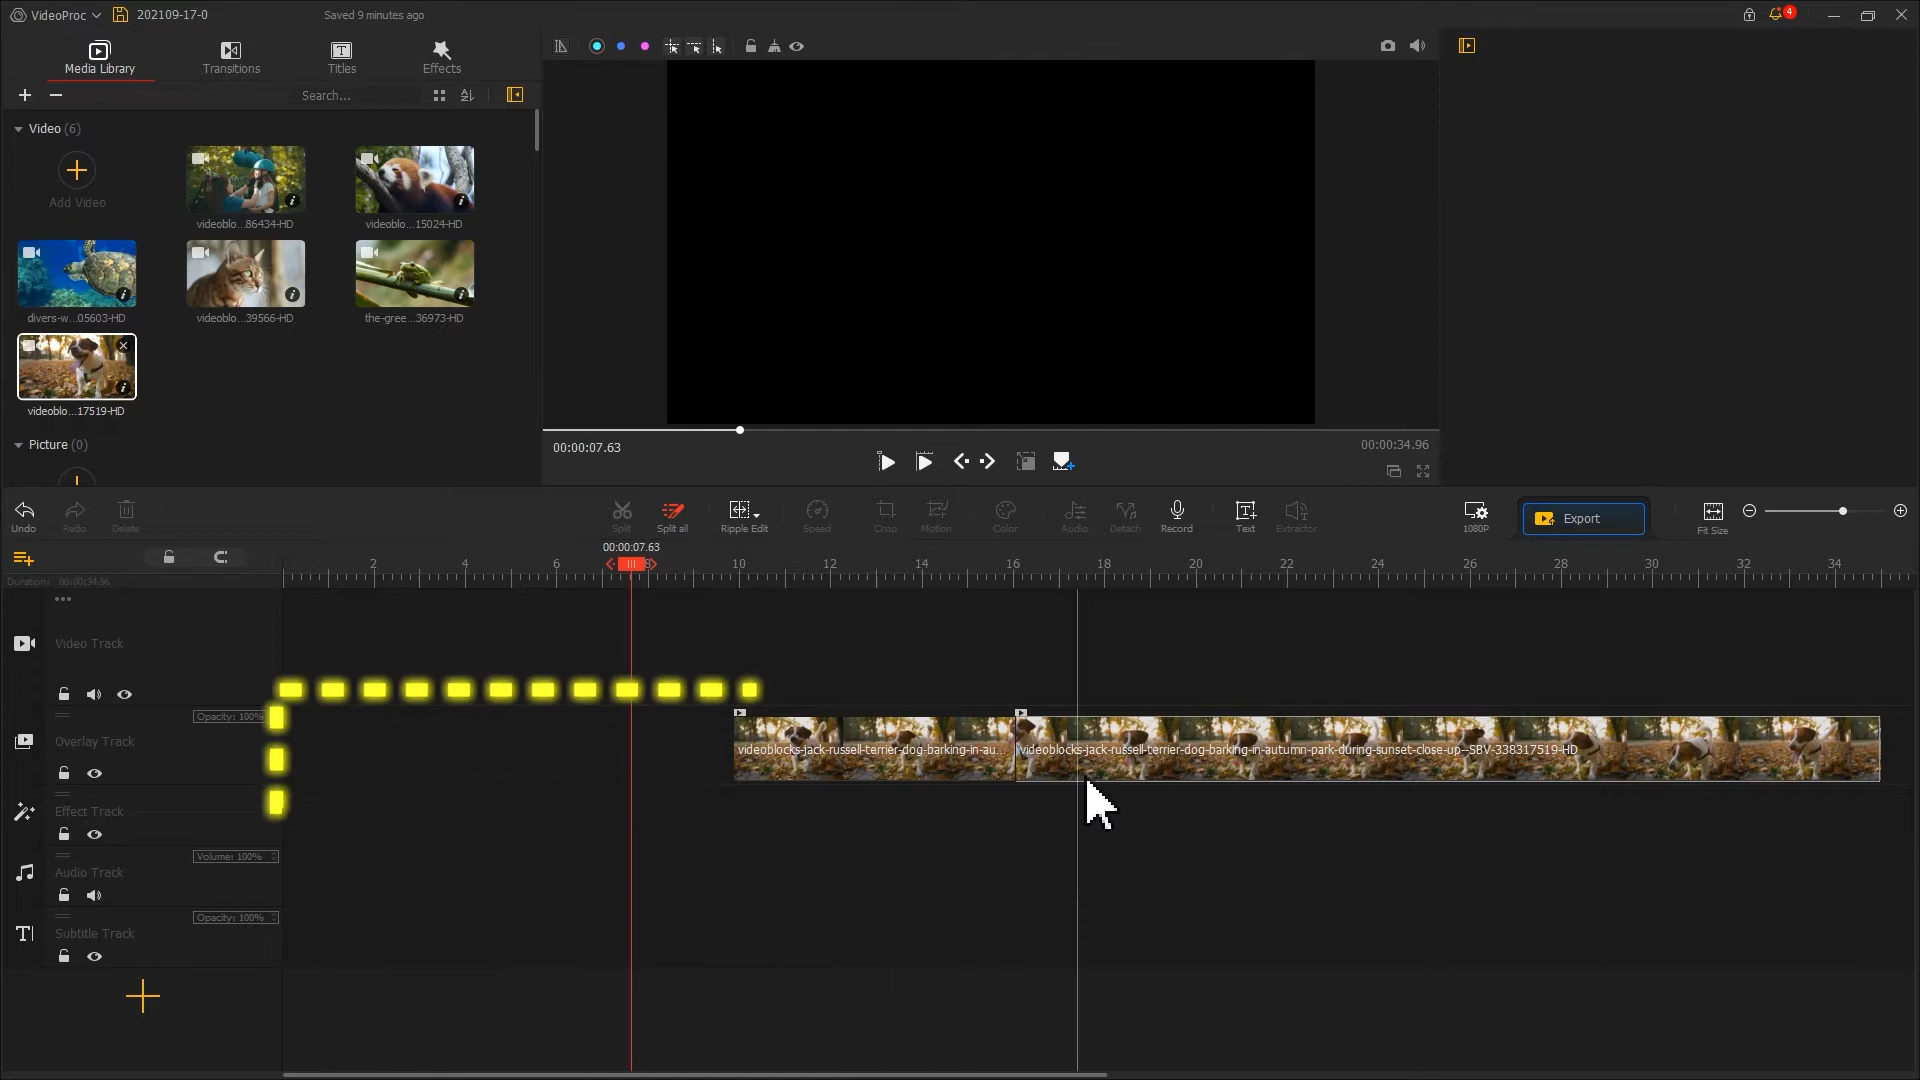 VideoProc
202109-17-0
Saved 9 minutes ago
4
Media Library
Transitions
Titles
Effects
Search...
Video (6)
Add Video
videoblo...86434-HD
videoblo...15024-HD
divers-w...05603-HD
videoblo...39566-HD
the-gree...36973-HD
videoblo...17519-HD
Picture (0)
00:00:07.63
00:00:34.96
Undo
Redo
Delete
Split
Split all
Ripple Edit
Speed
Crop
Motion
Color
Audio
Detach
Record
Text
Extractor
1080P
Export
Fit Size
00:00:07.63
2 4 6 8 10 12 14 16 18 20 22 24 26 28 30 32 34
Duration: 00:00:34.96
Video Track
Opacity: 100%
Overlay Track
videoblocks-jack-russell-terrier-dog-barking-in-au...
videoblocks-jack-russell-terrier-dog-barking-in-autumn-park-during-sunset-close-up--SBV-338317519-HD
Effect Track
Volume: 100%
Audio Track
Opacity: 100%
Subtitle Track